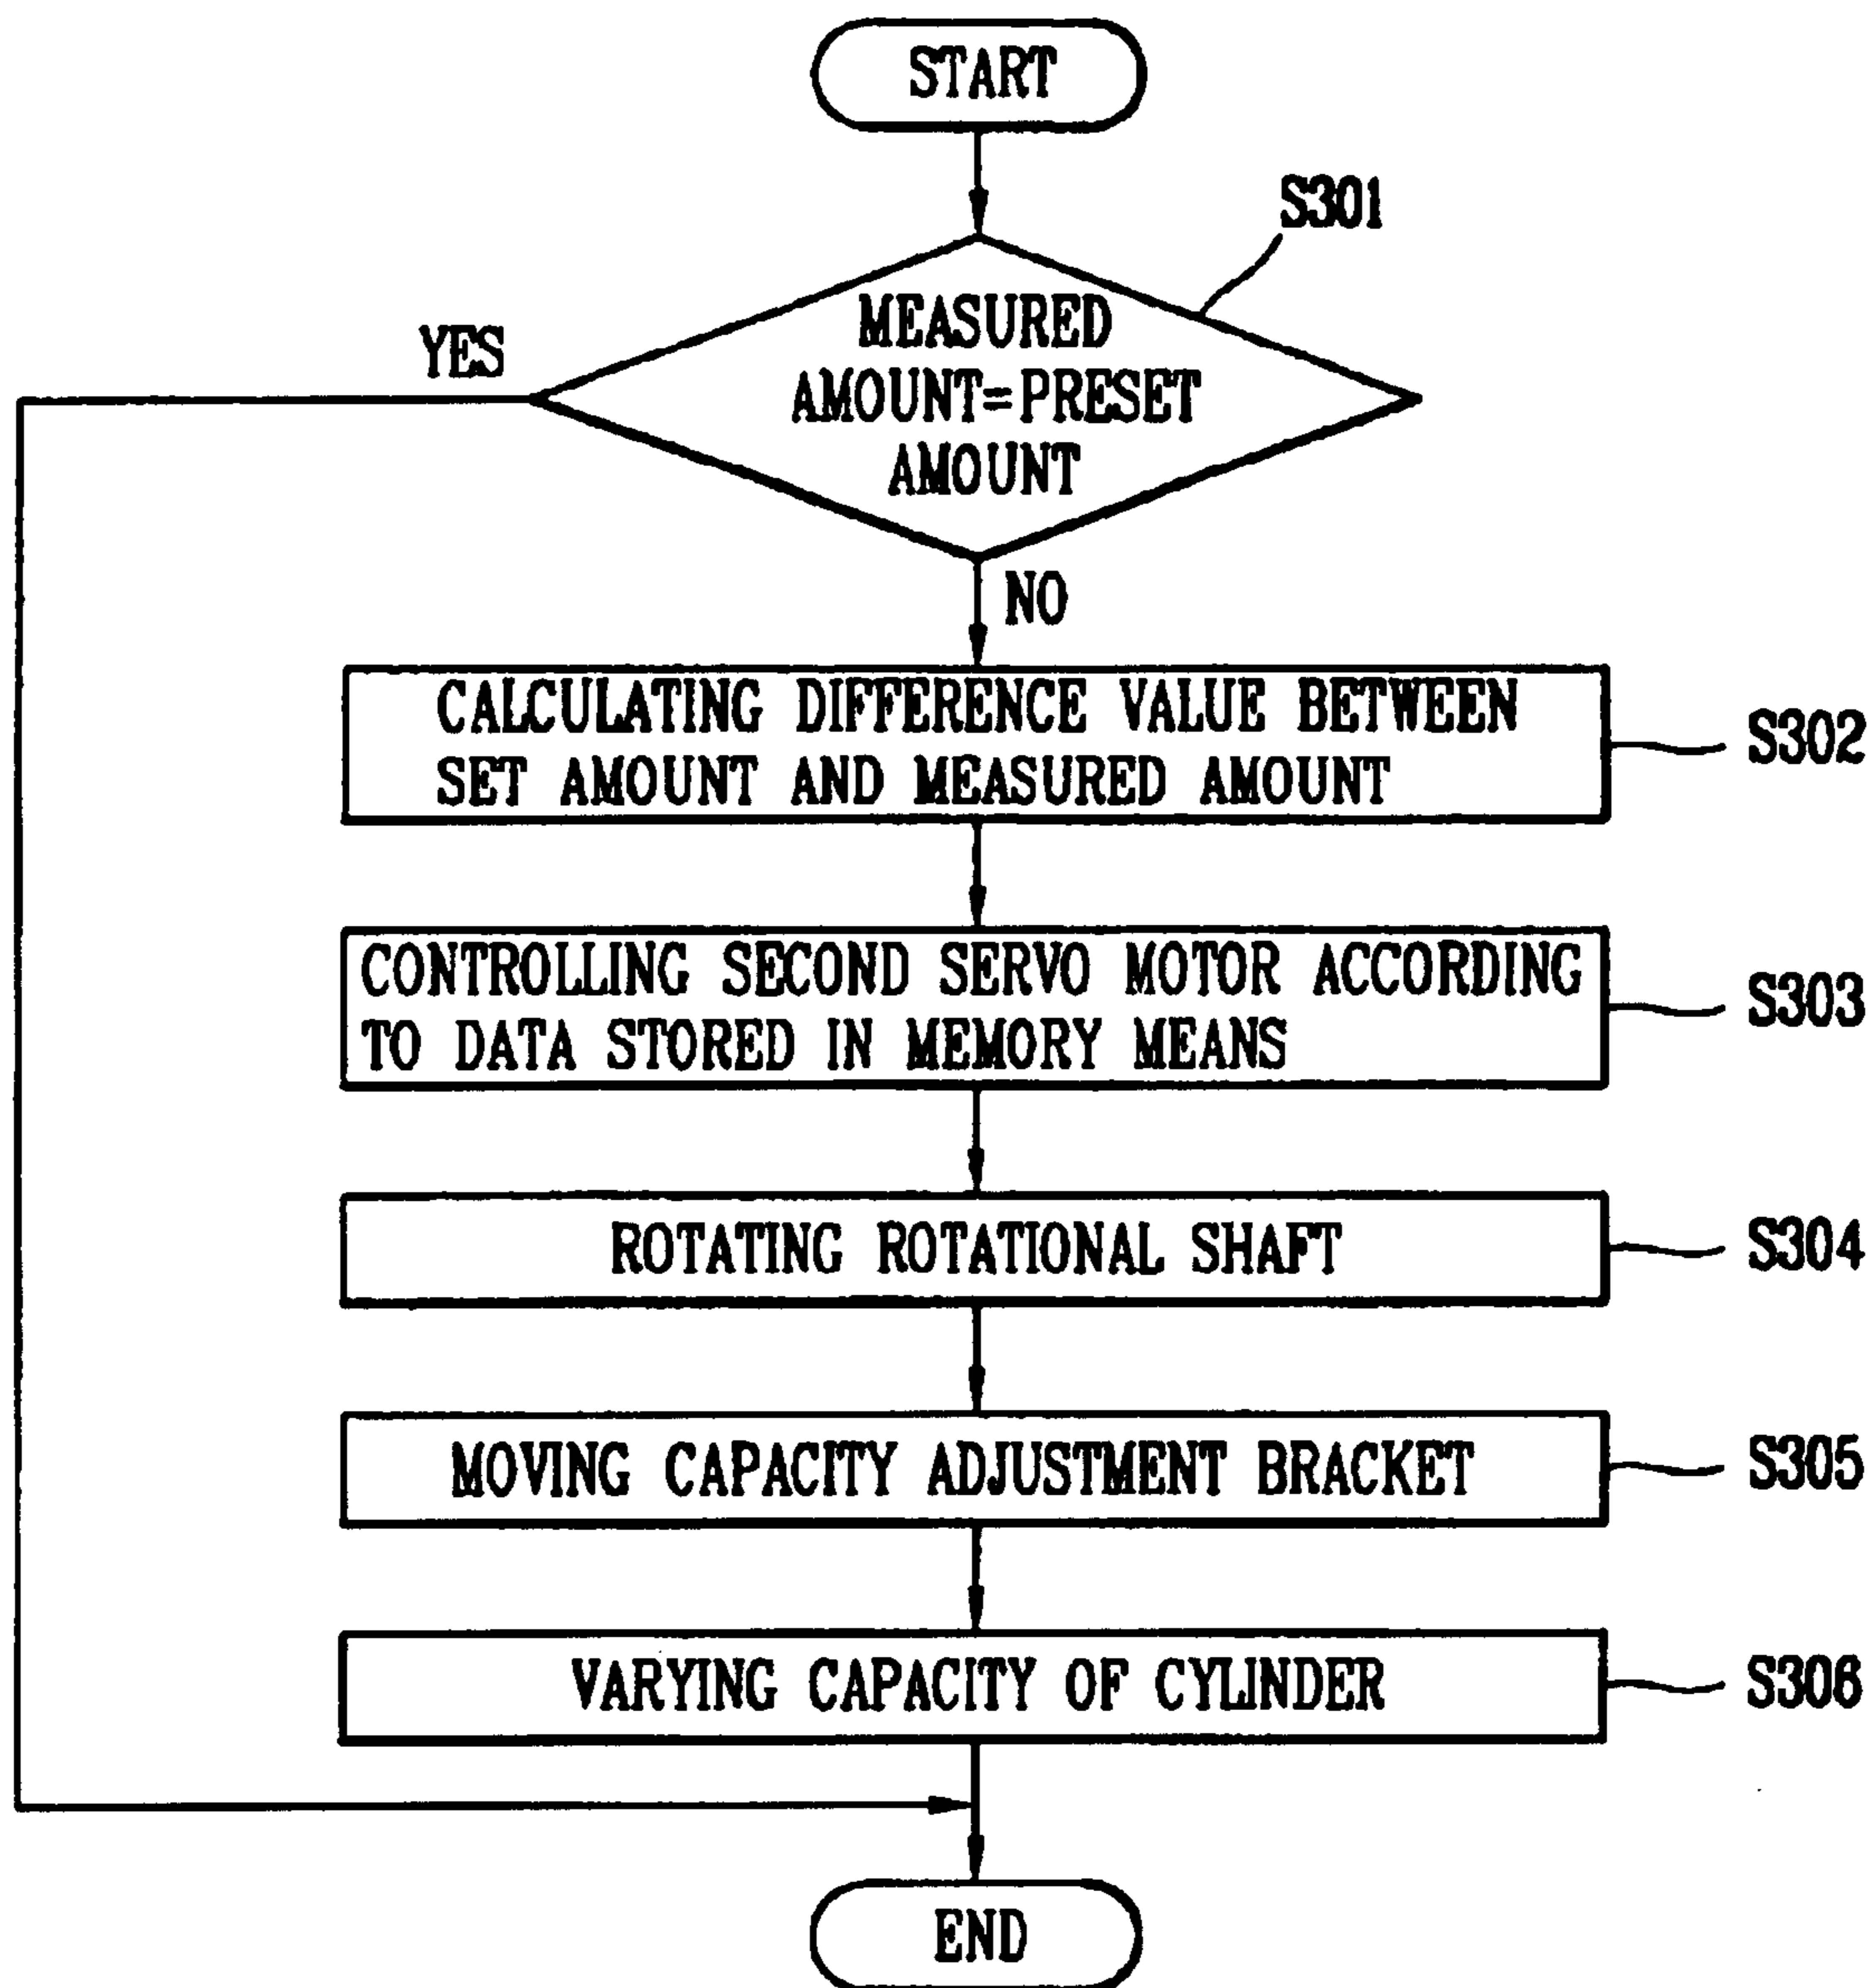 START
S301
MEASURED
AMOUNT=PRESET
AMOUNT
YES
NO
CALCULATING DIFFERENCE VALUE BETWEEN
SET AMOUNT AND MEASURED AMOUNT
S302
CONTROLLING SECOND SERVO MOTOR ACCORDING
TO DATA STORED IN MEMORY MEANS
S303
ROTATING ROTATIONAL SHAFT
S304
MOVING CAPACITY ADJUSTMENT BRACKET
S305
VARYING CAPACITY OF CYLINDER
S306
END